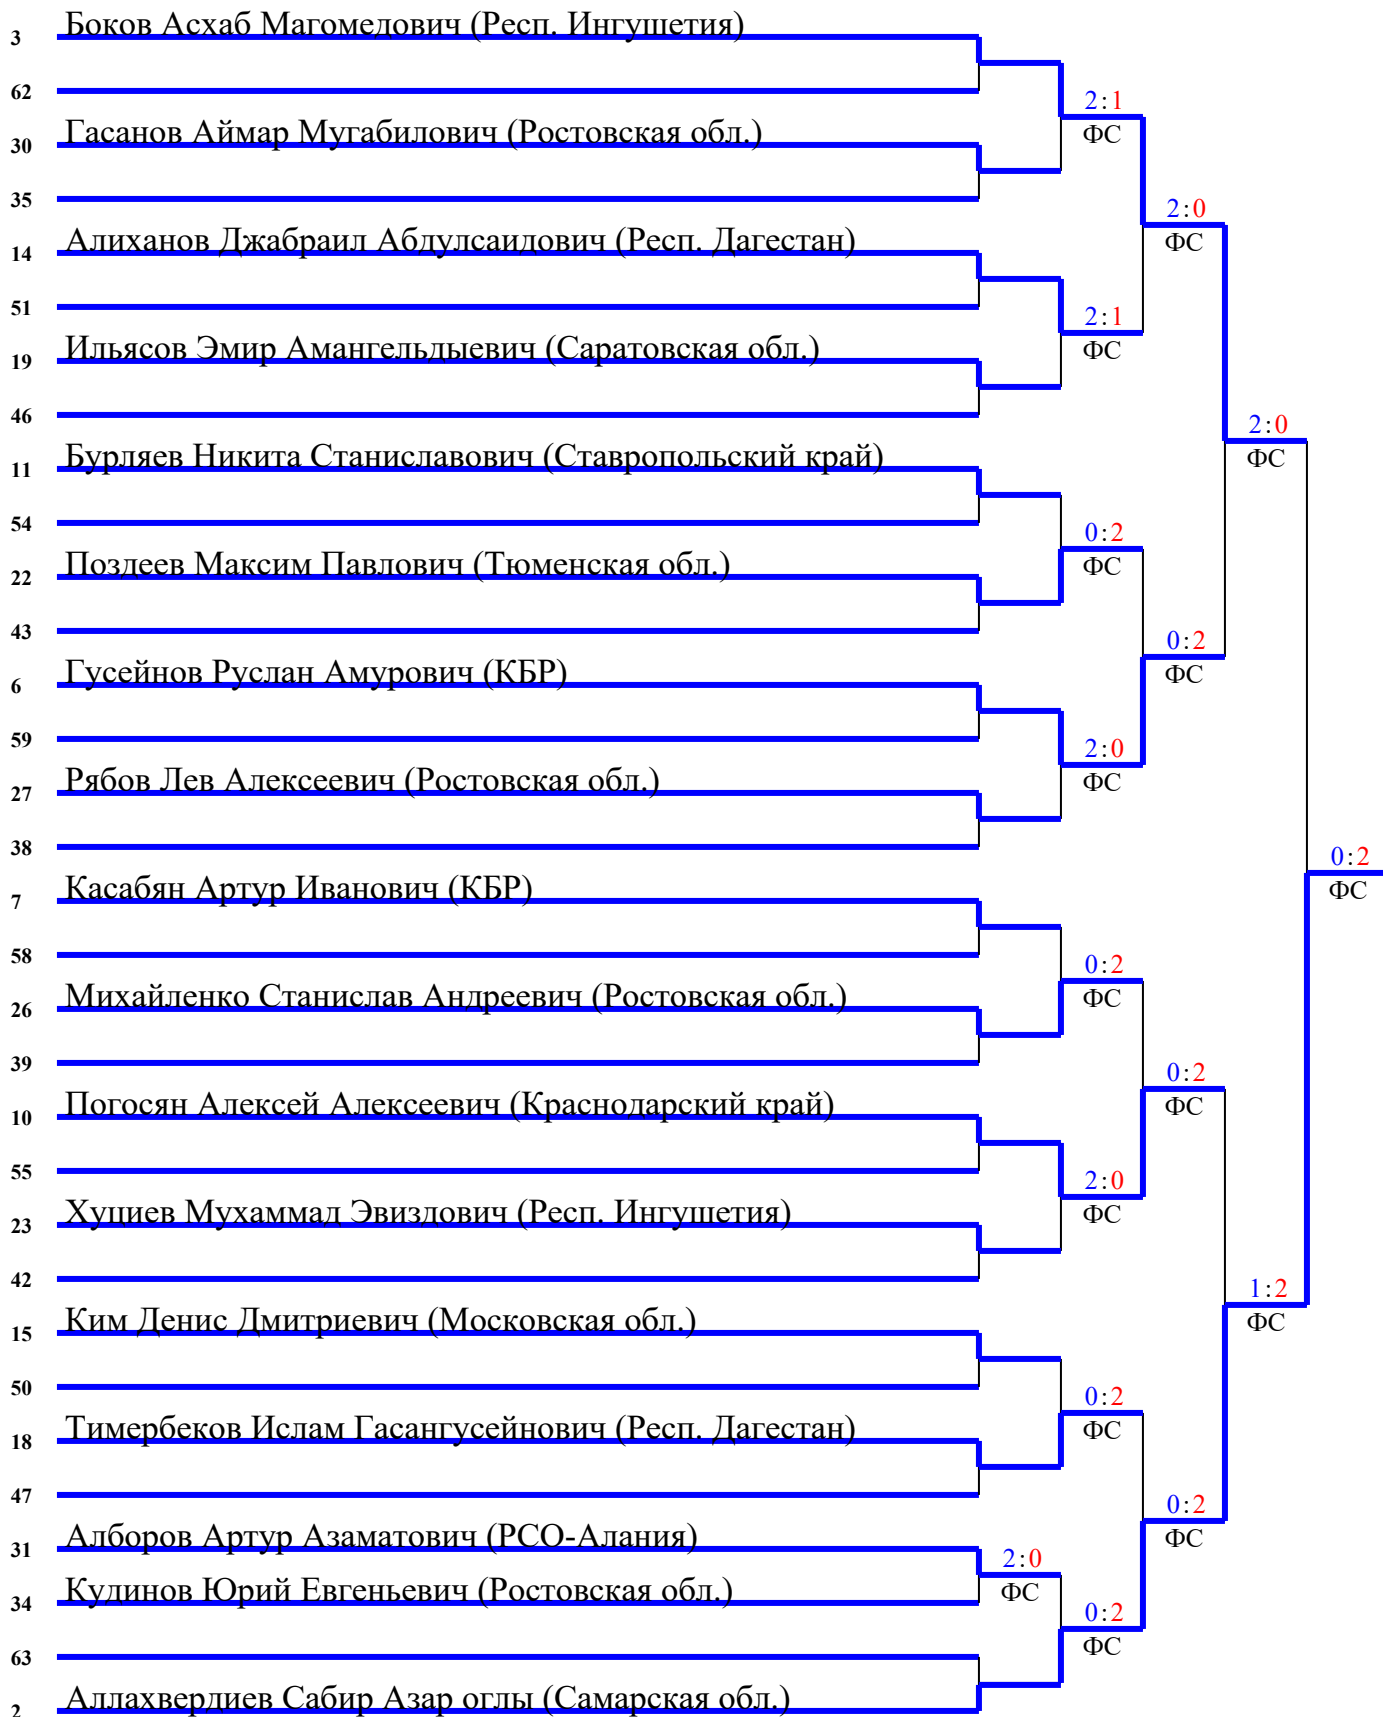 Боков Асхаб Магомедович (Респ. Ингушетия)
3
62
2:1
ФС
Гасанов Аймар Мугабилович (Ростовская обл.)
30
35
2:0
ФС
Алиханов Джабраил Абдулсаидович (Респ. Дагестан)
14
51
2:1
ФС
Ильясов Эмир Амангельдыевич (Саратовская обл.)
19
46
2:0
ФС
Бурляев Никита Станиславович (Ставропольский край)
11
54
0:2
ФС
Поздеев Максим Павлович (Тюменская обл.)
22
43
0:2
ФС
Гусейнов Руслан Амурович (КБР)
6
59
2:0
ФС
Рябов Лев Алексеевич (Ростовская обл.)
27
38
0:2
ФС
Касабян Артур Иванович (КБР)
7
58
0:2
ФС
Михайленко Станислав Андреевич (Ростовская обл.)
26
39
0:2
ФС
Погосян Алексей Алексеевич (Краснодарский край)
10
55
2:0
ФС
Хуциев Мухаммад Эвиздович (Респ. Ингушетия)
23
42
1:2
ФС
Ким Денис Дмитриевич (Московская обл.)
15
50
0:2
ФС
Тимербеков Ислам Гасангусейнович (Респ. Дагестан)
18
47
0:2
ФС
Алборов Артур Азаматович (РСО-Алания)
31
2:0
ФС
Кудинов Юрий Евгеньевич (Ростовская обл.)
34
0:2
ФС
63
Аллахвердиев Сабир Азар оглы (Самарская обл.)
2